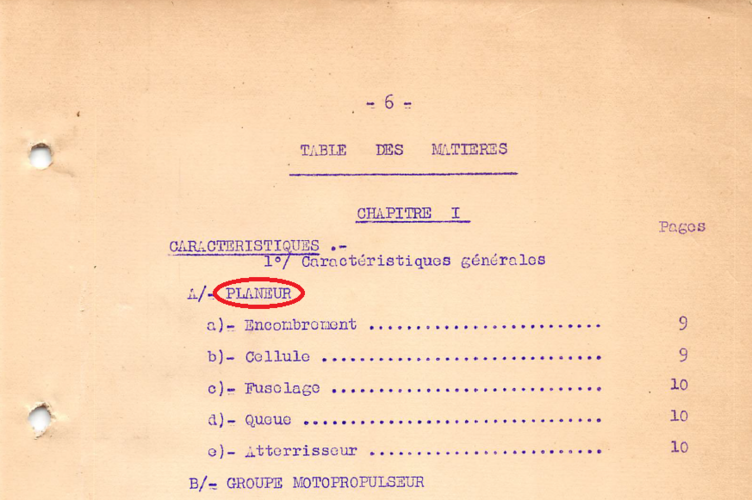 - 6 -
TABLE DES MATIERES
CHAPITRE I
Pages
CARACTERISTIQUES .-
1°/ Caractéristiques générales
A/- PLANEUR
a)- Encombrement ......................... 9
b)- Cellule .............................. 9
c)- Fuselage ............................. 10
d)- Queue ................................ 10
e)- Atterrisseur ......................... 10
B/- GROUPE MOTOPROPULSEUR